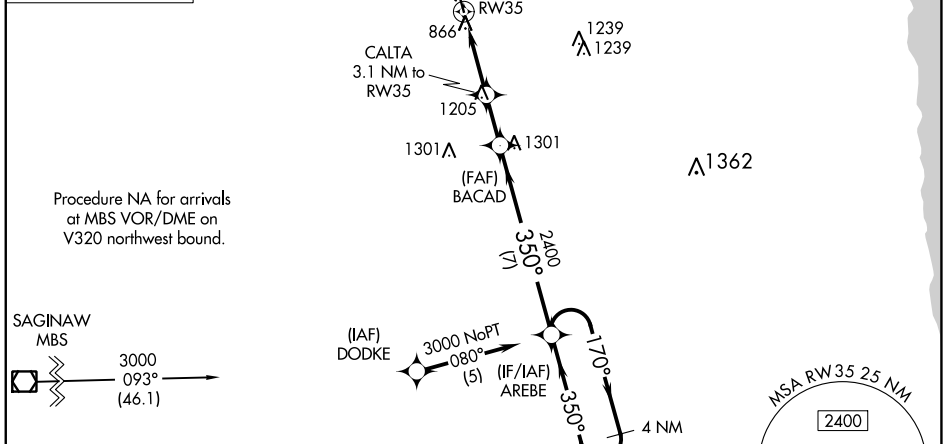 RW35
866
1239
1239
CALTA
3.1 NM to
RW35
1205
1301
1301
1362
(FAF)
BACAD
Procedure NA for arrivals
at MBS VOR/DME on
V320 northwest bound.
2400
350°
(7)
SAGINAW
MBS
3000
093°
(46.1)
(IAF)
DODKE
3000 NoPT
080°
(5)
(IF/IAF)
AREBE
170°
350°
4 NM
MSA RW35 25 NM
2400